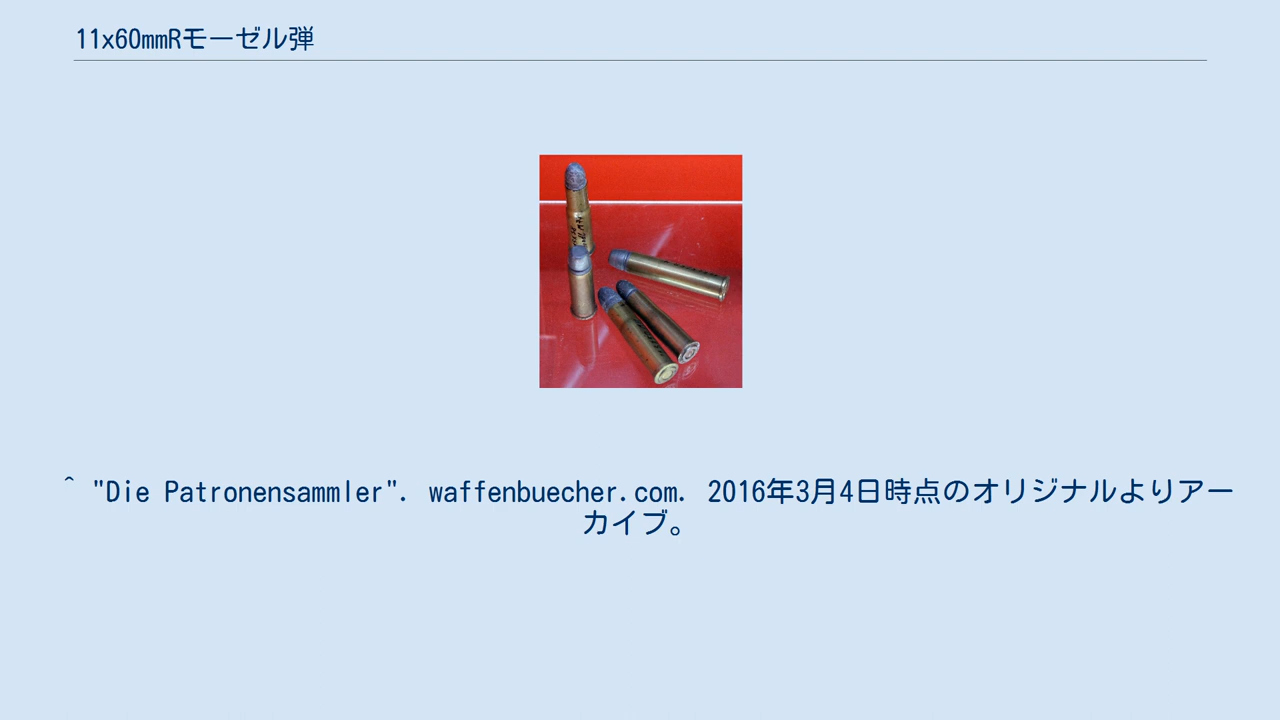 11x60mmRモーゼル弾
^ "Die Patronensammler". waffenbuecher.com. 2016年3月4日時点のオリジナルよりアー
カイブ。